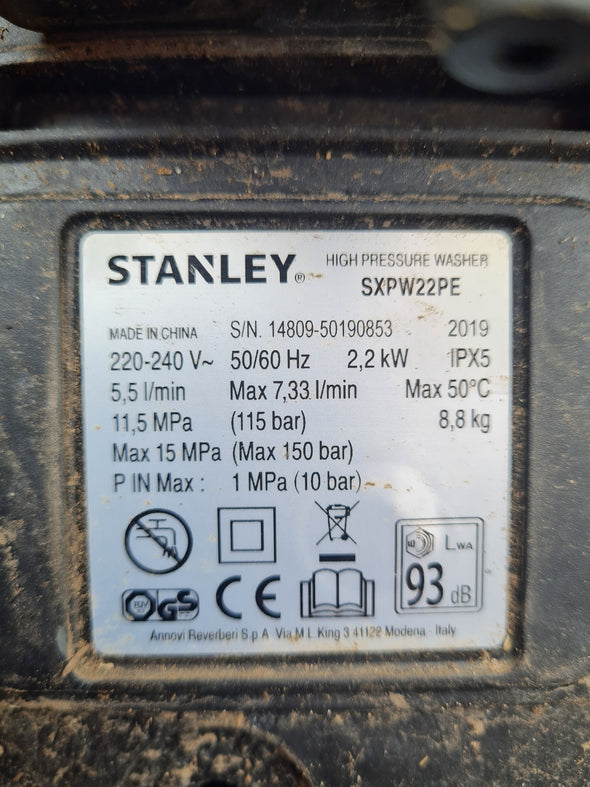 STANLEY® HIGH PRESSURE WASHER
SXPW22PE
MADE IN CHINA S/N. 14809-50190853 2019
220-240 V~ 50/60 Hz 2,2 kW IPX5
5,5 l/min Max 7,33 l/min Max 50°C
11,5 MPa (115 bar) 8,8 kg
Max 15 MPa (Max 150 bar)
P IN Max : 1 MPa (10 bar)
LWA
93 dB
TÜV GS CE
Annovi Reverberi S.p.A Via M.L. King 3 41122 Modena - Italy